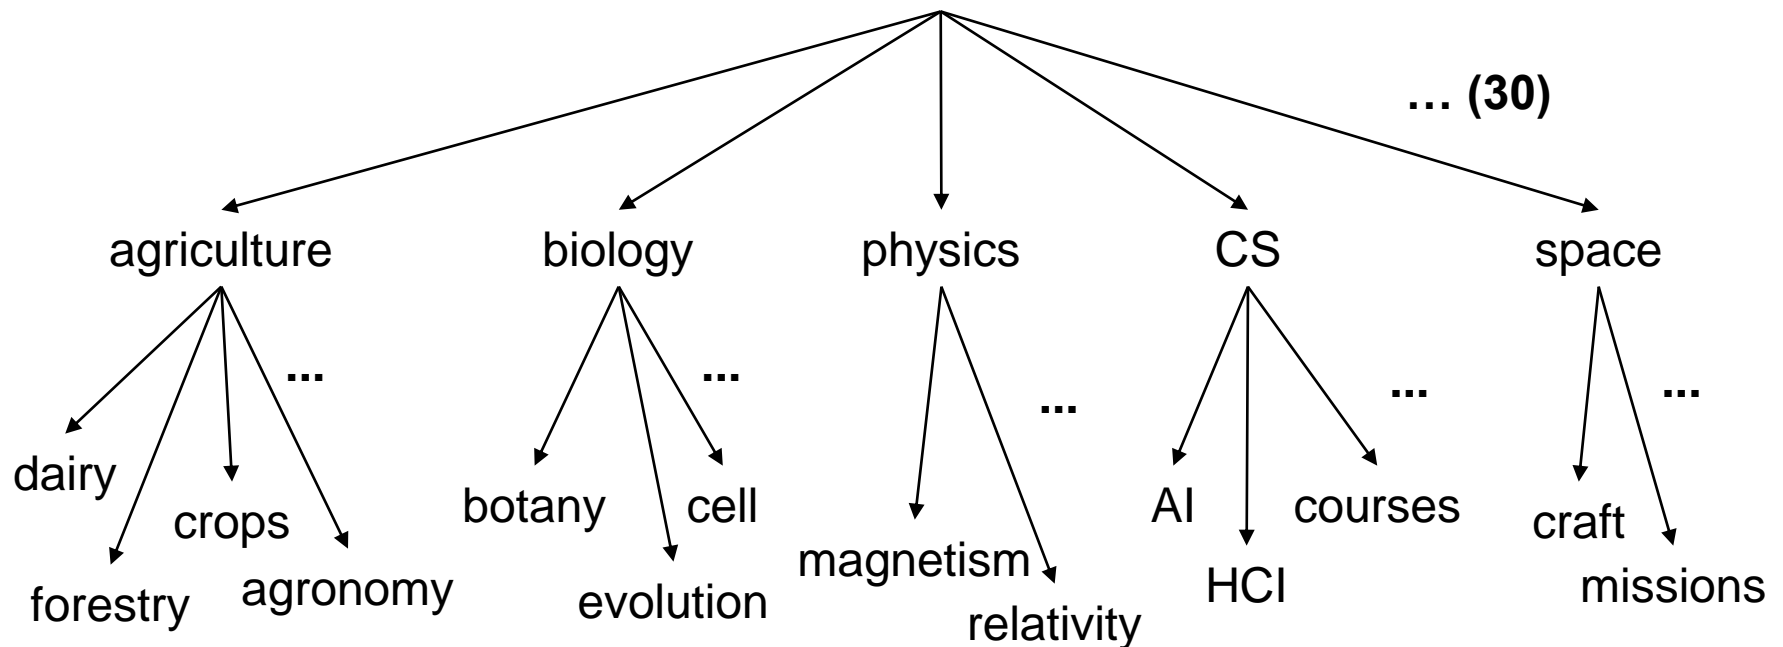 ... (30)
agriculture biology physics CS space
... ... ... ... ...
dairy
crops botany cell AI courses craft
forestry agronomy evolution magnetism HCI missions
relativity